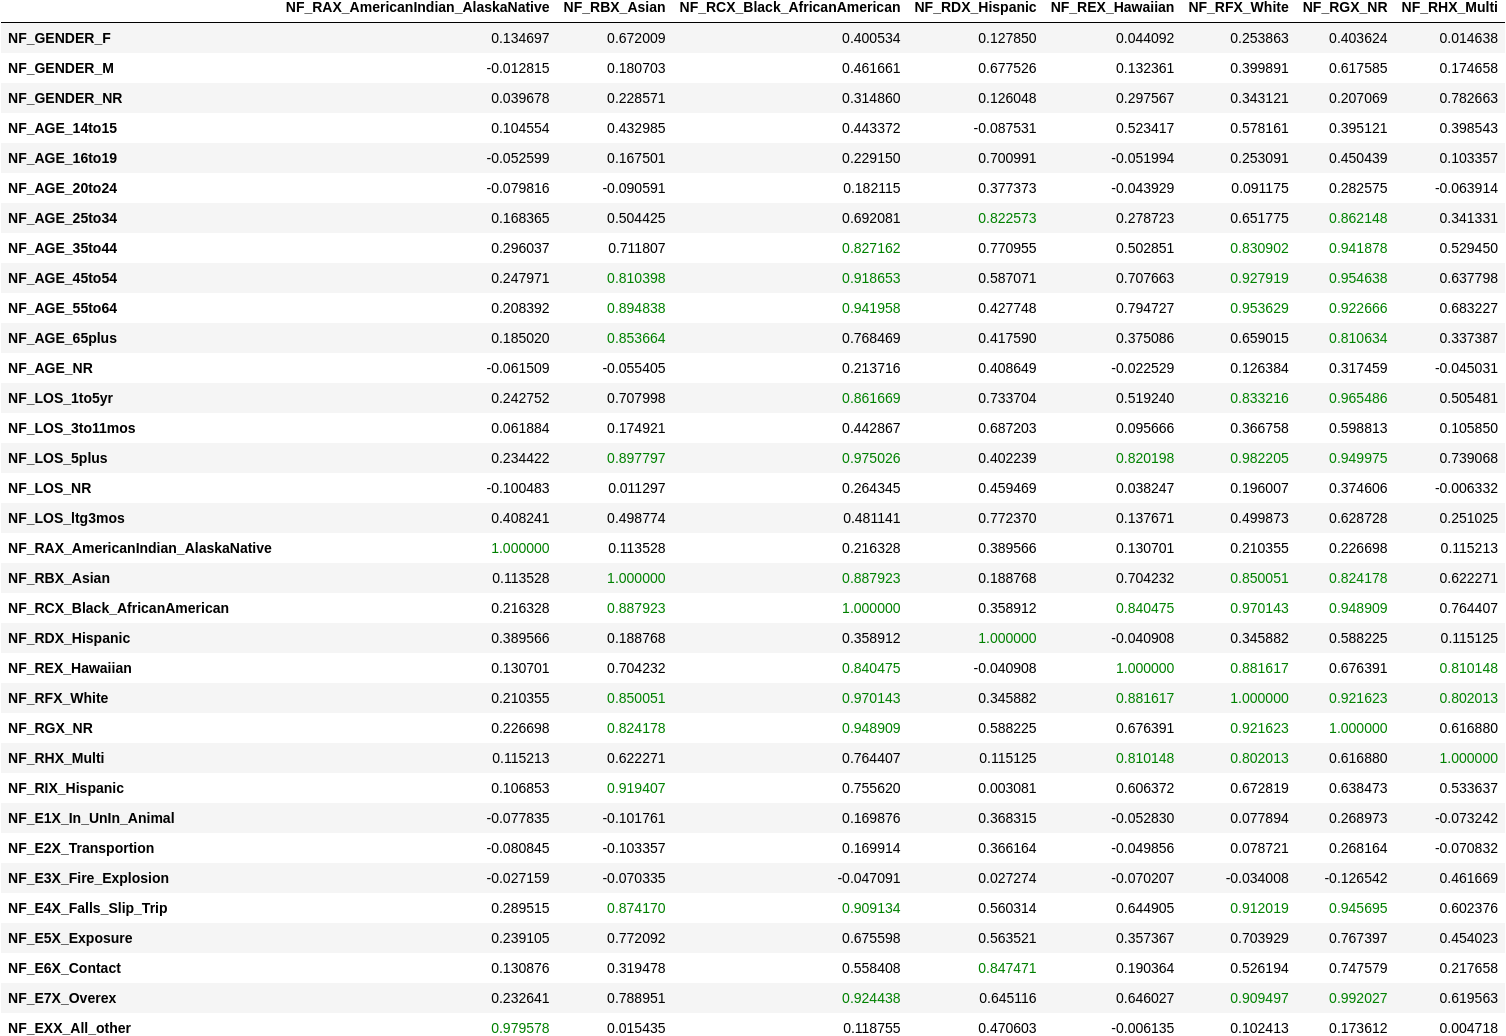 NF_RAX_AmericanIndian_AlaskaNative NF_RBX_Asian NF_RCX_Black_AfricanAmerican NF_RDX_Hispanic NF_REX_Hawaiian NF_RFX_White NF_RGX_NR NF_RHX_Multi
NF_GENDER_F 0.134697 0.672009 0.400534 0.127850 0.044092 0.253863 0.403624 0.014638
NF_GENDER_M -0.012815 0.180703 0.461661 0.677526 0.132361 0.399891 0.617585 0.174658
NF_GENDER_NR 0.039678 0.228571 0.314860 0.126048 0.297567 0.343121 0.207069 0.782663
NF_AGE_14to15 0.104554 0.432985 0.443372 -0.087531 0.523417 0.578161 0.395121 0.398543
NF_AGE_16to19 -0.052599 0.167501 0.229150 0.700991 -0.051994 0.253091 0.450439 0.103357
NF_AGE_20to24 -0.079816 -0.090591 0.182115 0.377373 -0.043929 0.091175 0.282575 -0.063914
NF_AGE_25to34 0.168365 0.504425 0.692081 0.822573 0.278723 0.651775 0.862148 0.341331
NF_AGE_35to44 0.296037 0.711807 0.827162 0.770955 0.502851 0.830902 0.941878 0.529450
NF_AGE_45to54 0.247971 0.810398 0.918653 0.587071 0.707663 0.927919 0.954638 0.637798
NF_AGE_55to64 0.208392 0.894838 0.941958 0.427748 0.794727 0.953629 0.922666 0.683227
NF_AGE_65plus 0.185020 0.853664 0.768469 0.417590 0.375086 0.659015 0.810634 0.337387
NF_AGE_NR -0.061509 -0.055405 0.213716 0.408649 -0.022529 0.126384 0.317459 -0.045031
NF_LOS_1to5yr 0.242752 0.707998 0.861669 0.733704 0.519240 0.833216 0.965486 0.505481
NF_LOS_3to11mos 0.061884 0.174921 0.442867 0.687203 0.095666 0.366758 0.598813 0.105850
NF_LOS_5plus 0.234422 0.897797 0.975026 0.402239 0.820198 0.982205 0.949975 0.739068
NF_LOS_NR -0.100483 0.011297 0.264345 0.459469 0.038247 0.196007 0.374606 -0.006332
NF_LOS_ltg3mos 0.408241 0.498774 0.481141 0.772370 0.137671 0.499873 0.628728 0.251025
NF_RAX_AmericanIndian_AlaskaNative 1.000000 0.113528 0.216328 0.389566 0.130701 0.210355 0.226698 0.115213
NF_RBX_Asian 0.113528 1.000000 0.887923 0.188768 0.704232 0.850051 0.824178 0.622271
NF_RCX_Black_AfricanAmerican 0.216328 0.887923 1.000000 0.358912 0.840475 0.970143 0.948909 0.764407
NF_RDX_Hispanic 0.389566 0.188768 0.358912 1.000000 -0.040908 0.345882 0.588225 0.115125
NF_REX_Hawaiian 0.130701 0.704232 0.840475 -0.040908 1.000000 0.881617 0.676391 0.810148
NF_RFX_White 0.210355 0.850051 0.970143 0.345882 0.881617 1.000000 0.921623 0.802013
NF_RGX_NR 0.226698 0.824178 0.948909 0.588225 0.676391 0.921623 1.000000 0.616880
NF_RHX_Multi 0.115213 0.622271 0.764407 0.115125 0.810148 0.802013 0.616880 1.000000
NF_RIX_Hispanic 0.106853 0.919407 0.755620 0.003081 0.606372 0.672819 0.638473 0.533637
NF_E1X_In_UnIn_Animal -0.077835 -0.101761 0.169876 0.368315 -0.052830 0.077894 0.268973 -0.073242
NF_E2X_Transportion -0.080845 -0.103357 0.169914 0.366164 -0.049856 0.078721 0.268164 -0.070832
NF_E3X_Fire_Explosion -0.027159 -0.070335 -0.047091 0.027274 -0.070207 -0.034008 -0.126542 0.461669
NF_E4X_Falls_Slip_Trip 0.289515 0.874170 0.909134 0.560314 0.644905 0.912019 0.945695 0.602376
NF_E5X_Exposure 0.239105 0.772092 0.675598 0.563521 0.357367 0.703929 0.767397 0.454023
NF_E6X_Contact 0.130876 0.319478 0.558408 0.847471 0.190364 0.526194 0.747579 0.217658
NF_E7X_Overex 0.232641 0.788951 0.924438 0.645116 0.646027 0.909497 0.992027 0.619563
NF_EXX_All_other 0.979578 0.015435 0.118755 0.470603 -0.006135 0.102413 0.173612 0.004718